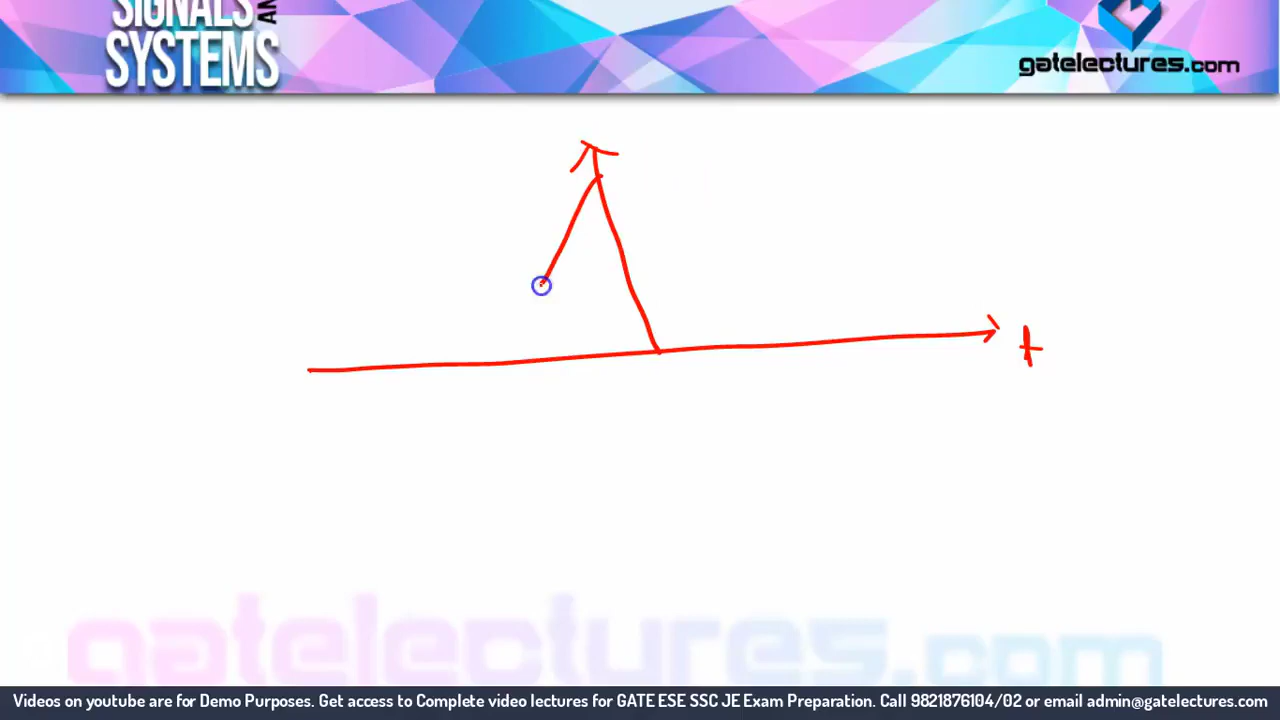 SIGNALS AND
SYSTEMS
gatelectures.com
t
gatelectures.com
Videos on youtube are for Demo Purposes. Get access to Complete video lectures for GATE ESE SSC JE Exam Preparation. Call 9821876104/02 or email admin@gatelectures.com